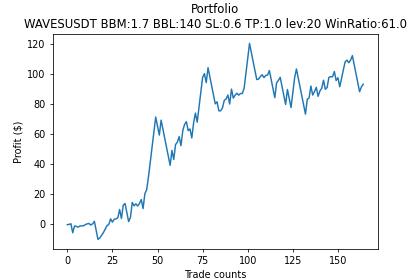 Portfolio
WAVESUSDT BBM:1.7 BBL:140 SL:0.6 TP:1.0 lev:20 WinRatio:61.0
Profit ($)
120
100
80
60
40
20
0
0 25 50 75 100 125 150
Trade counts